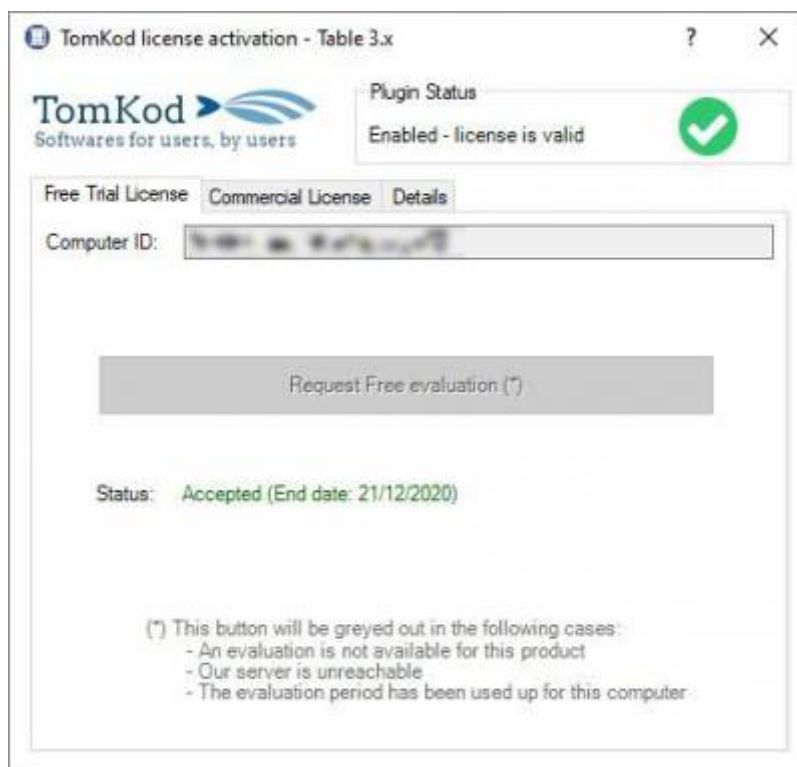 TomKod license activation - Table 3.x
?
TomKod
Softwares for users, by users
Plugin Status
Enabled - license is valid
Free Trial License
Commercial License
Details
Computer ID:
Request Free evaluation (*)
Status: Accepted (End date: 21/12/2020)
(*) This button will be greyed out in the following cases:
- An evaluation is not available for this product
- Our server is unreachable
- The evaluation period has been used up for this computer